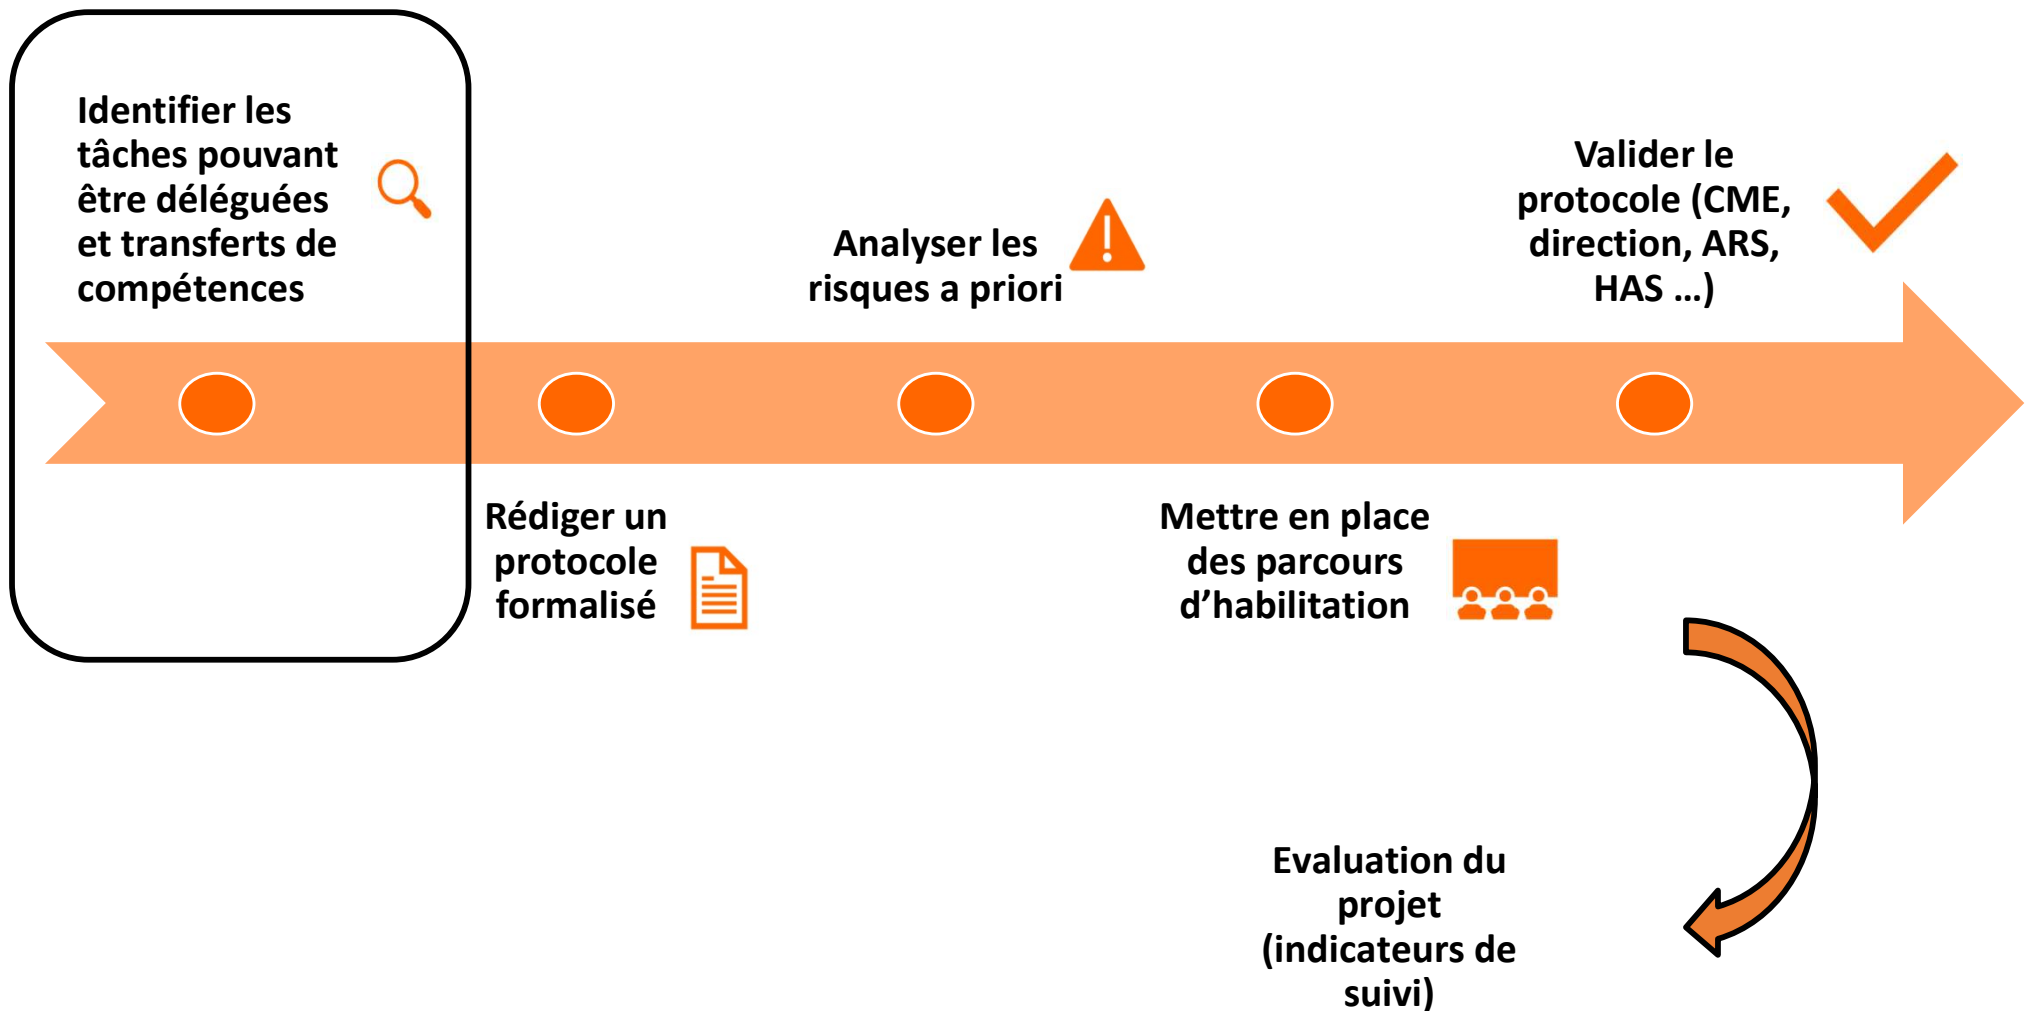 Identifier les
tâches pouvant
être déléguées
et transferts de
compétences
Rédiger un
protocole
formalisé
Analyser les
risques a priori
Mettre en place
des parcours
d’habilitation
Valider le
protocole (CME,
direction, ARS,
HAS ...)
Evaluation du
projet
(indicateurs de
suivi)